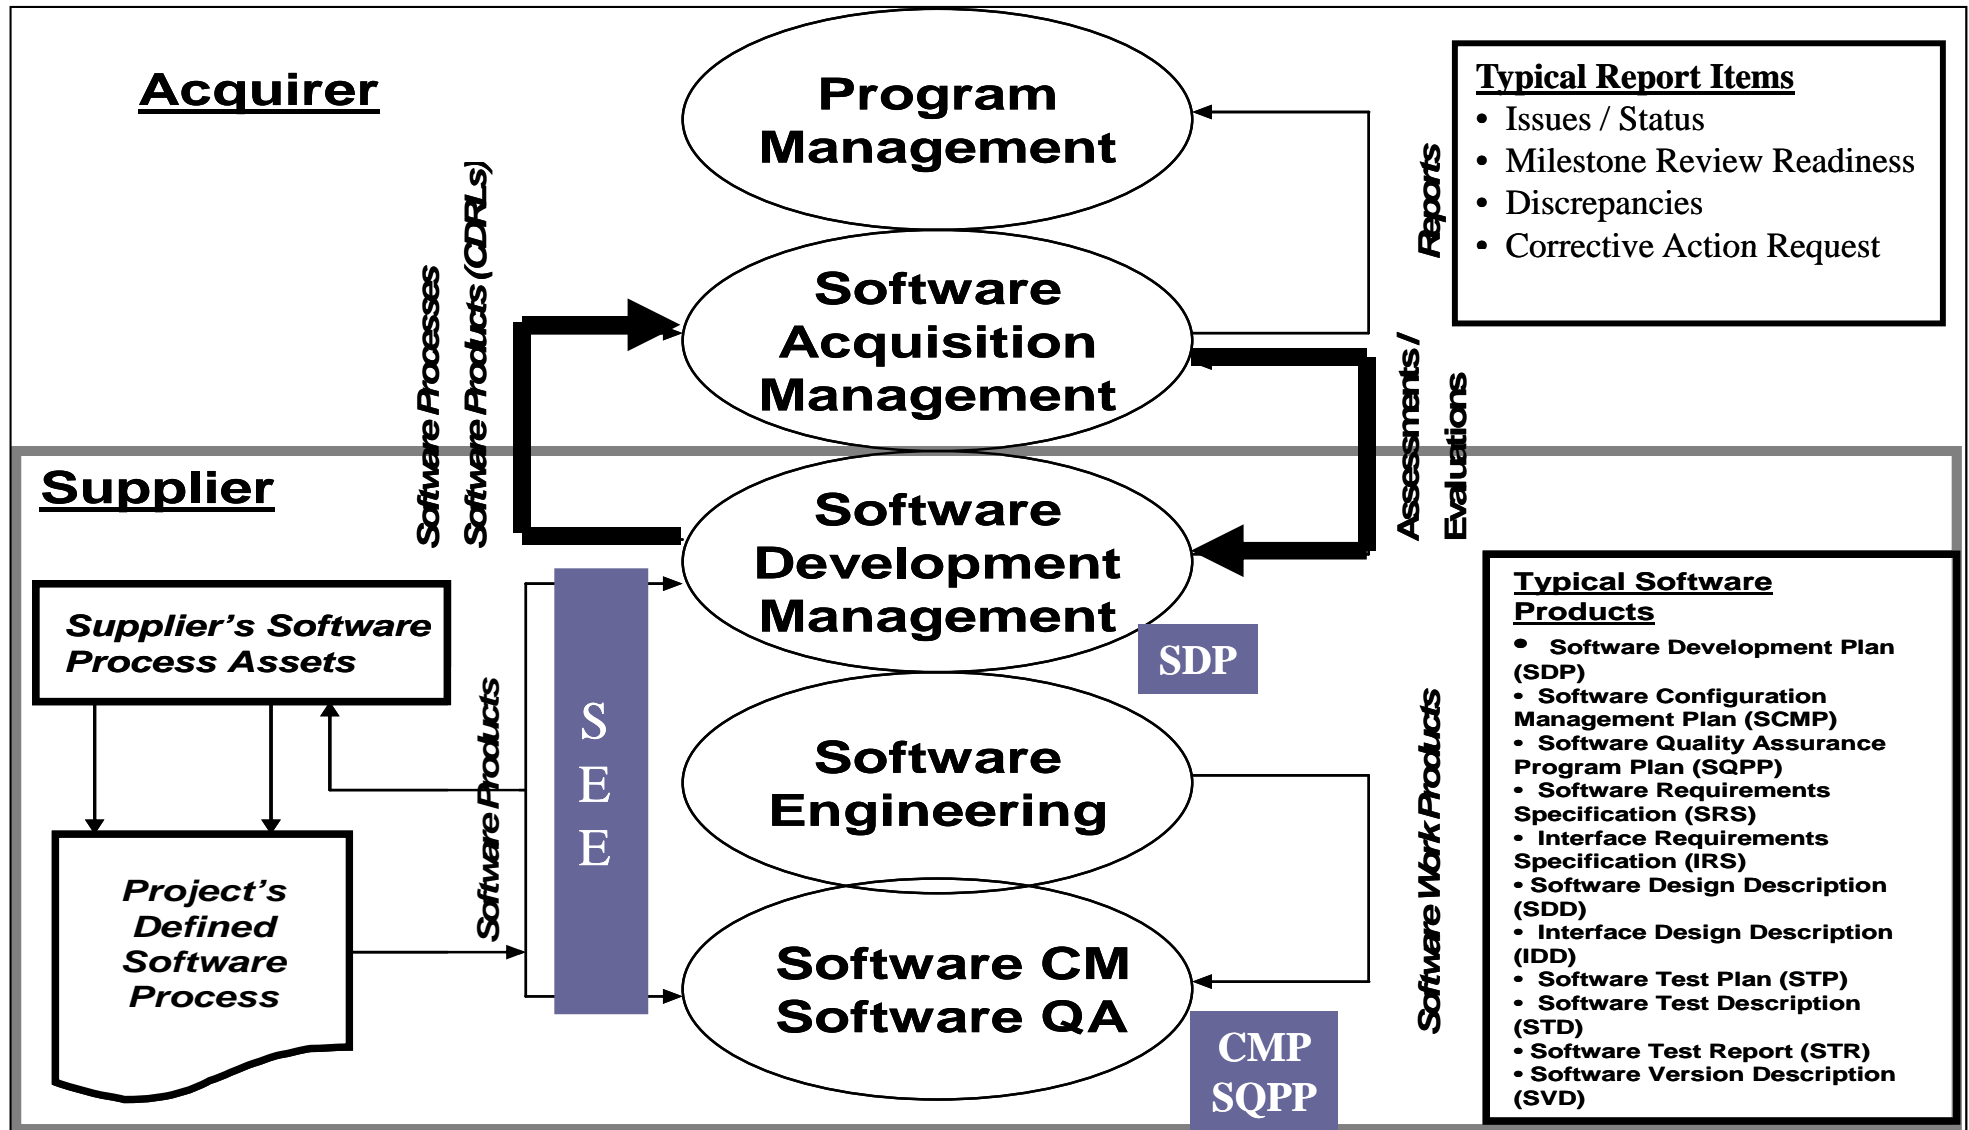 Acquirer
Program
Management
Typical Report Items
• Issues / Status
• Milestone Review Readiness
• Discrepancies
• Corrective Action Request
Reports
Software Processes
Software Products (CDRLs)
Software
Acquisition
Management
Assessments /
Evaluations
Supplier
Software
Development
Management
SDP
Supplier's Software
Process Assets
Software Products
S
E
E
Software
Engineering
Project's
Defined
Software
Process
Software CM
Software QA
CMP
SQPP
Software Work Products
Typical Software
Products
• Software Development Plan
(SDP)
• Software Configuration
Management Plan (SCMP)
• Software Quality Assurance
Program Plan (SQPP)
• Software Requirements
Specification (SRS)
• Interface Requirements
Specification (IRS)
• Software Design Description
(SDD)
• Interface Design Description
(IDD)
• Software Test Plan (STP)
• Software Test Description
(STD)
• Software Test Report (STR)
• Software Version Description
(SVD)